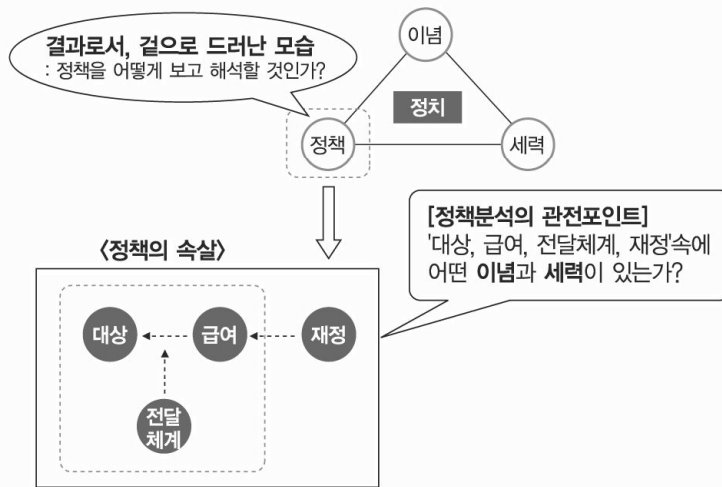 결과로서, 겉으로 드러난 모습
: 정책을 어떻게 보고 해석할 것인가?
이념
정치
정책
세력
[정책분석의 관전포인트]
'대상, 급여, 전달체계, 재정'속에
어떤 이념과 세력이 있는가?
〈정책의 속살〉
대상
급여
재정
전달
체계